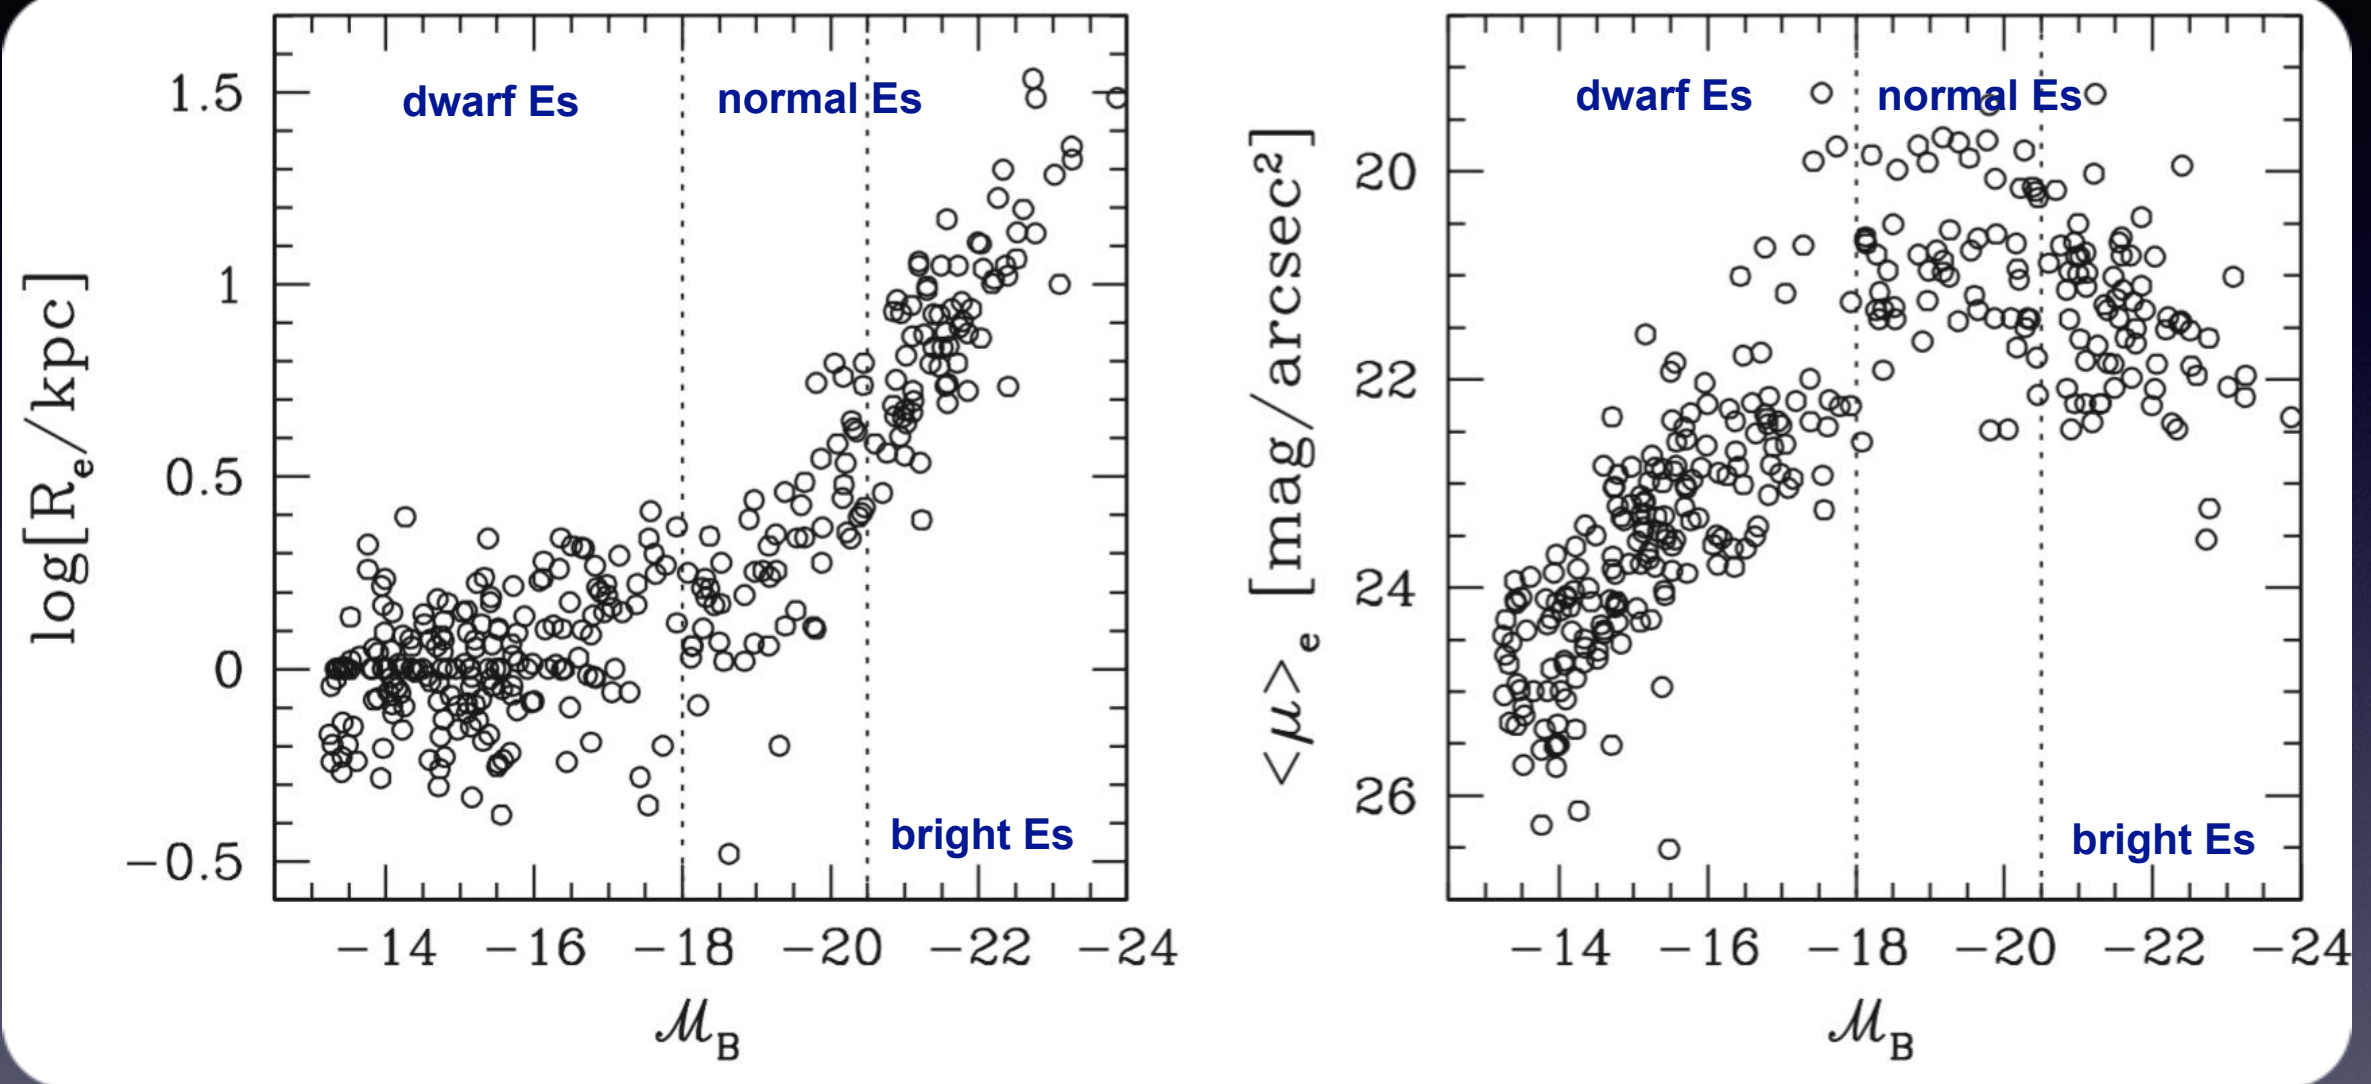 dwarf Es
normal Es
bright Es
1.5
1
0.5
0
−0.5
log[Re/kpc]
−14 −16 −18 −20 −22 −24
ℳB
dwarf Es
normal Es
bright Es
20
22
24
26
<μ>e [mag/arcsec²]
−14 −16 −18 −20 −22 −24
ℳB